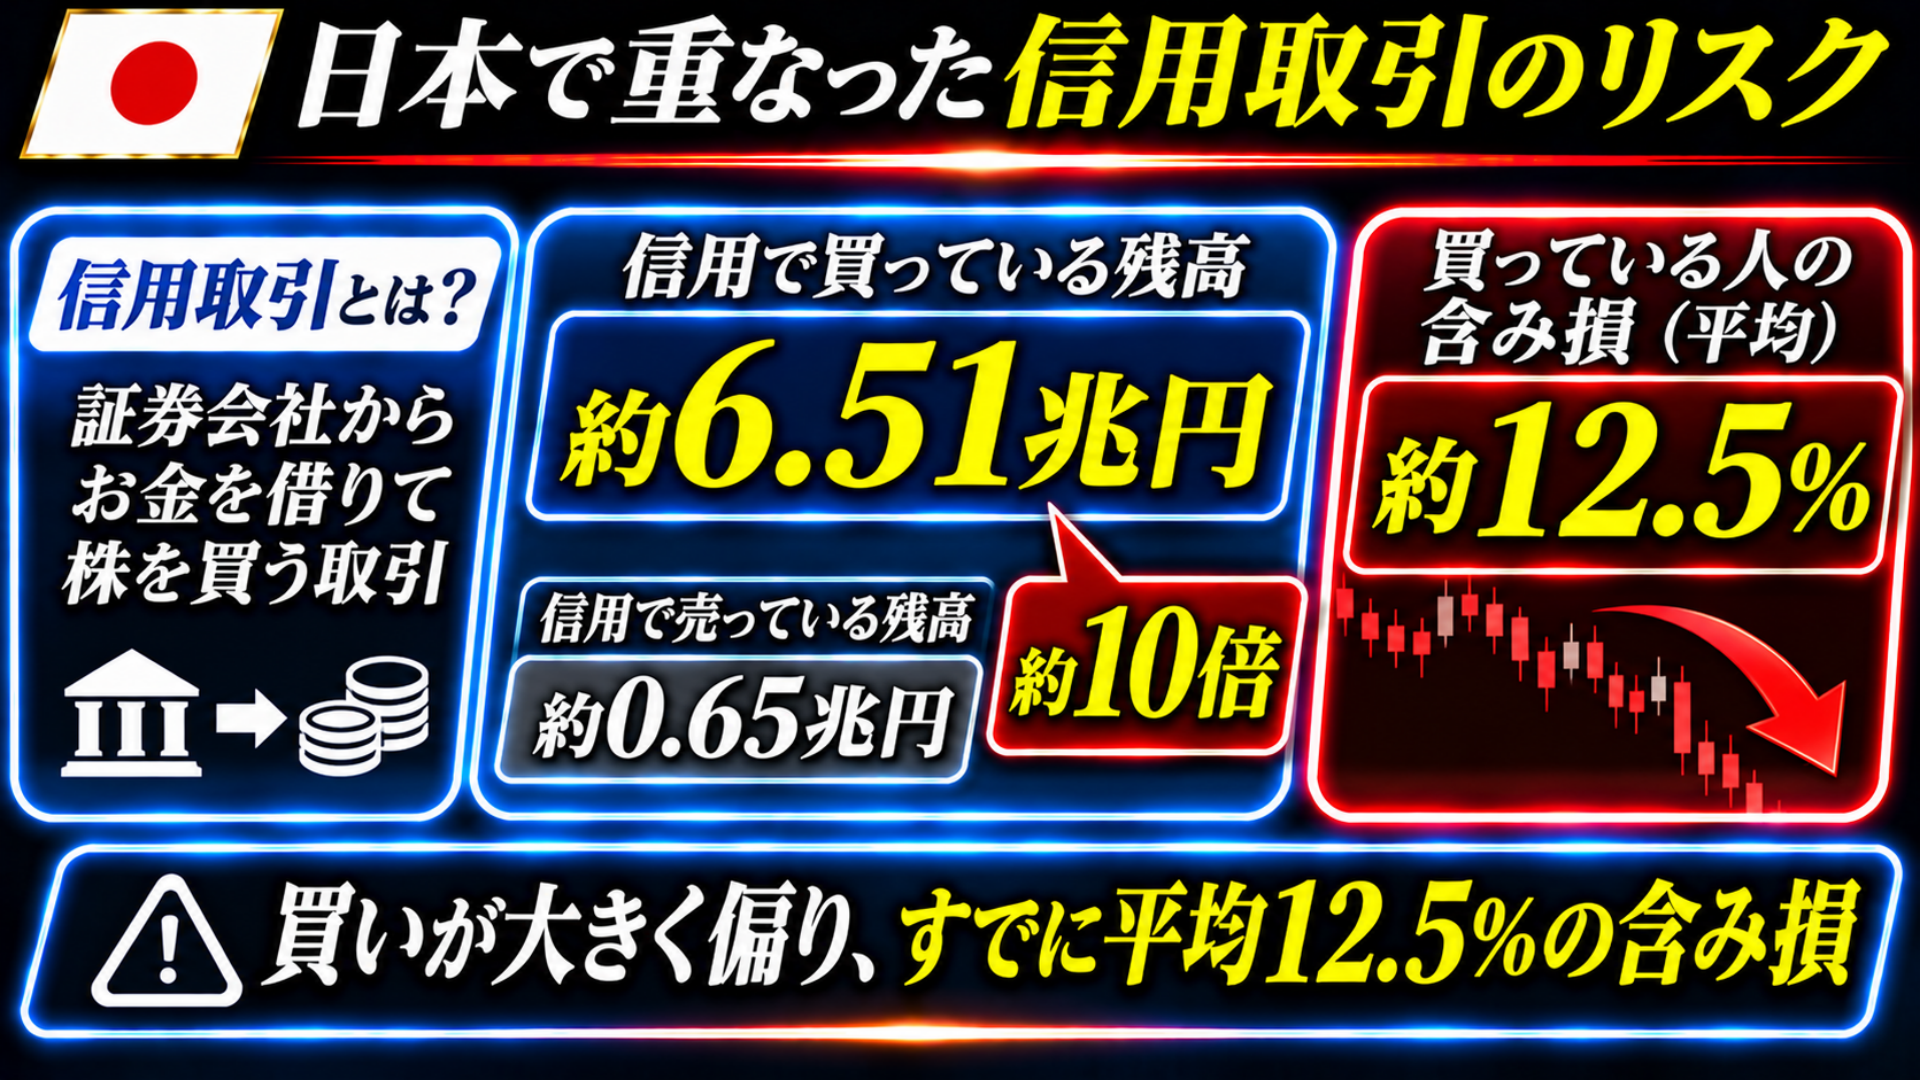 日本で重なった信用取引のリスク
信用取引とは?
証券会社から
お金を借りて
株を買う取引
信用で買っている残高
約6.51兆円
信用で売っている残高
約0.65兆円
約10倍
買っている人の
含み損(平均)
約12.5%
買いが大きく偏り、すでに平均12.5%の含み損